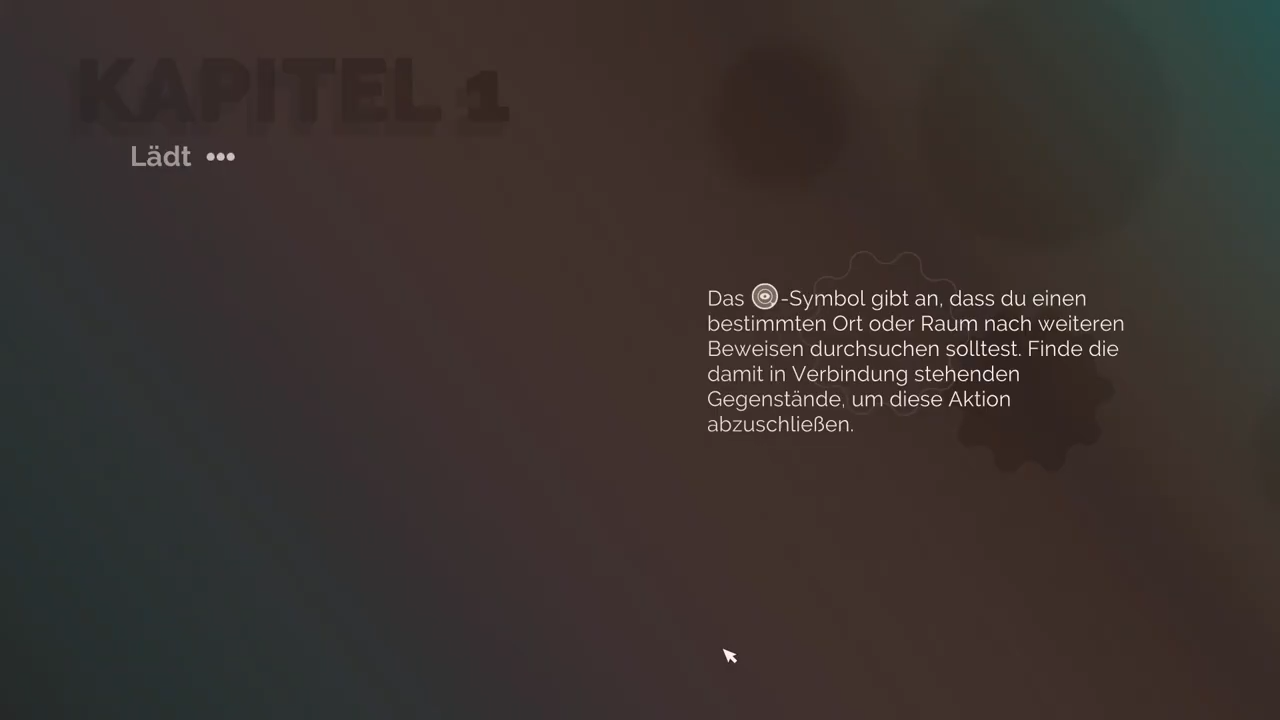 KAPITEL 1
Lädt
Das -Symbol gibt an, dass du einen
bestimmten Ort oder Raum nach weiteren
Beweisen durchsuchen solltest. Finde die
damit in Verbindung stehenden
Gegenstände, um diese Aktion
abzuschließen.